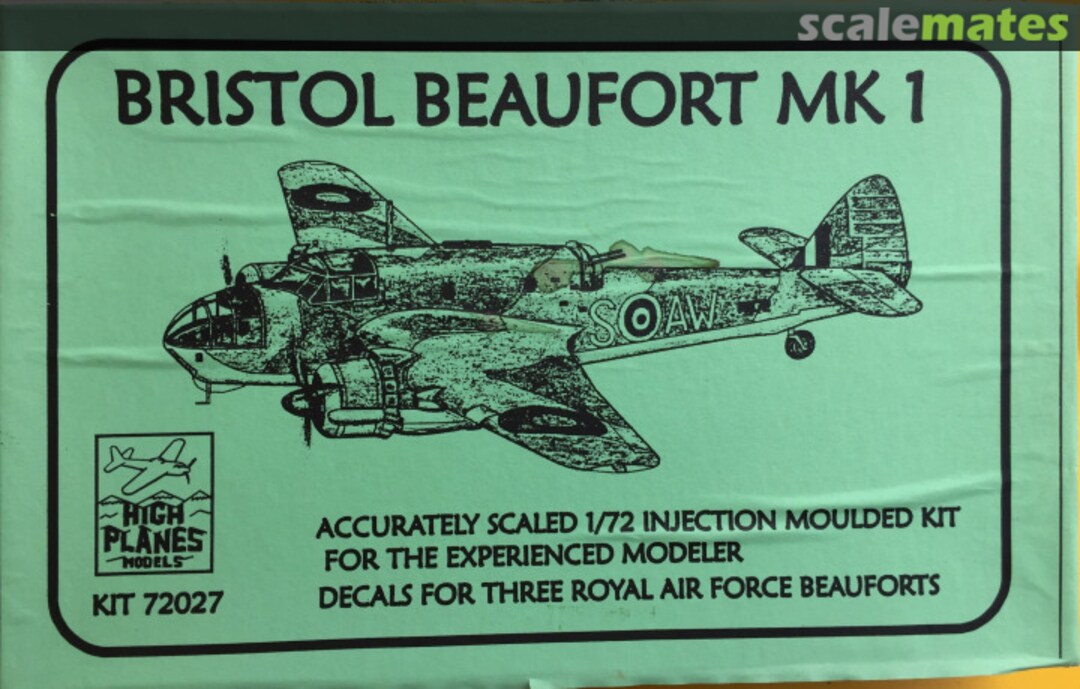 scalemates
BRISTOL BEAUFORT MK 1
S AW
HIGH
PLANES
MODELS
KIT 72027
ACCURATELY SCALED 1/72 INJECTION MOULDED KIT
FOR THE EXPERIENCED MODELER
DECALS FOR THREE ROYAL AIR FORCE BEAUFORTS